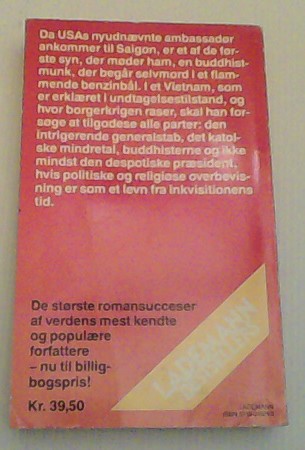 Da USAs nyudnævnte ambassadør
ankommer til Saigon, er et af de før-
ste syn, der møder ham, en buddhist-
munk, der begår selvmord i et flam-
mende benzinbål. I et Vietnam, som
er erklæret i undtagelsestilstand, og
hvor borgerkrigen raser, skal han for-
søge at tilgodese alle parter: den
intrigerende generalstab, det katol-
ske mindretal, buddhisterne og ikke
mindst den despotiske præsident,
hvis politiske og religiøse overbevis-
ning er som et levn fra inkvisitionens
tid.
De største romansucceser
af verdens mest kendte
og populære
forfattere
– nu til billig-
bogspris!
Kr. 39,50
LADEMANN
LADEMANN
ISBN